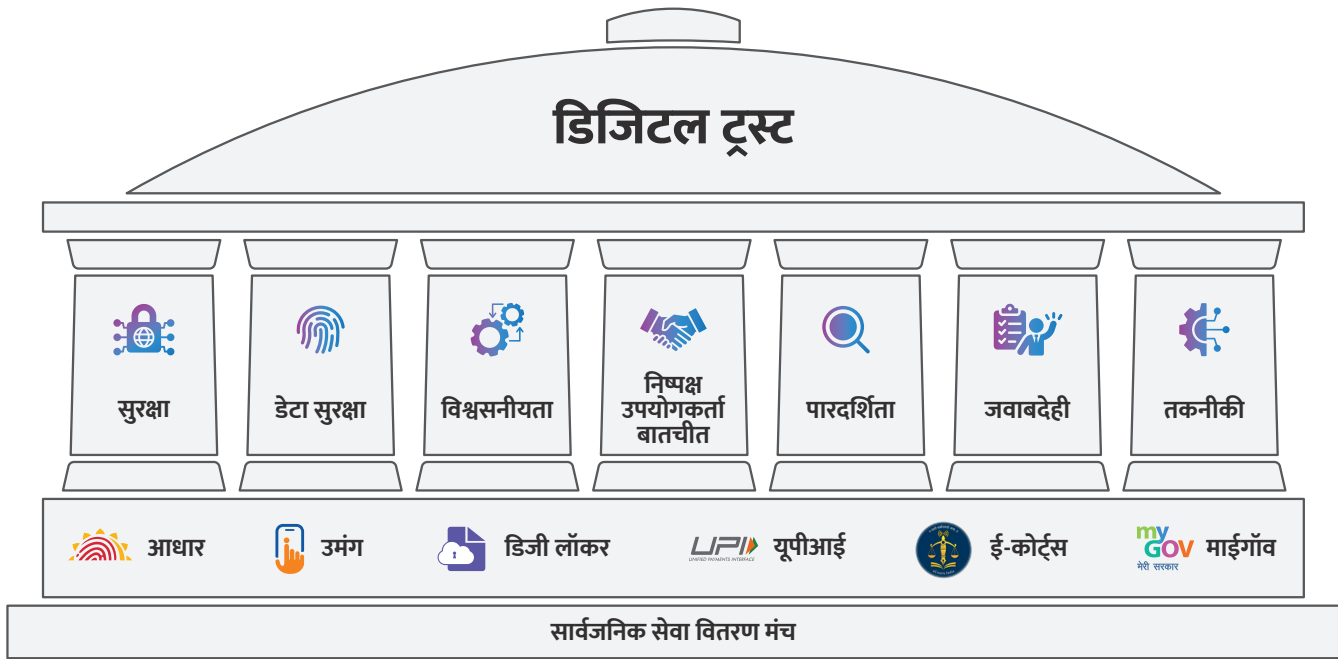 डिजिटल ट्रस्ट
सुरक्षा
डेटा सुरक्षा
विश्वसनीयता
निष्पक्ष
उपयोगकर्ता
बातचीत
पारदर्शिता
जवाबदेही
तकनीकी
आधार
उमंग
डिजी लॉकर
UPI
UNIFIED PAYMENTS INTERFACE
यूपीआई
ई-कोर्ट्स
my
GOV
मेरी सरकार
माईगॉव
सार्वजनिक सेवा वितरण मंच